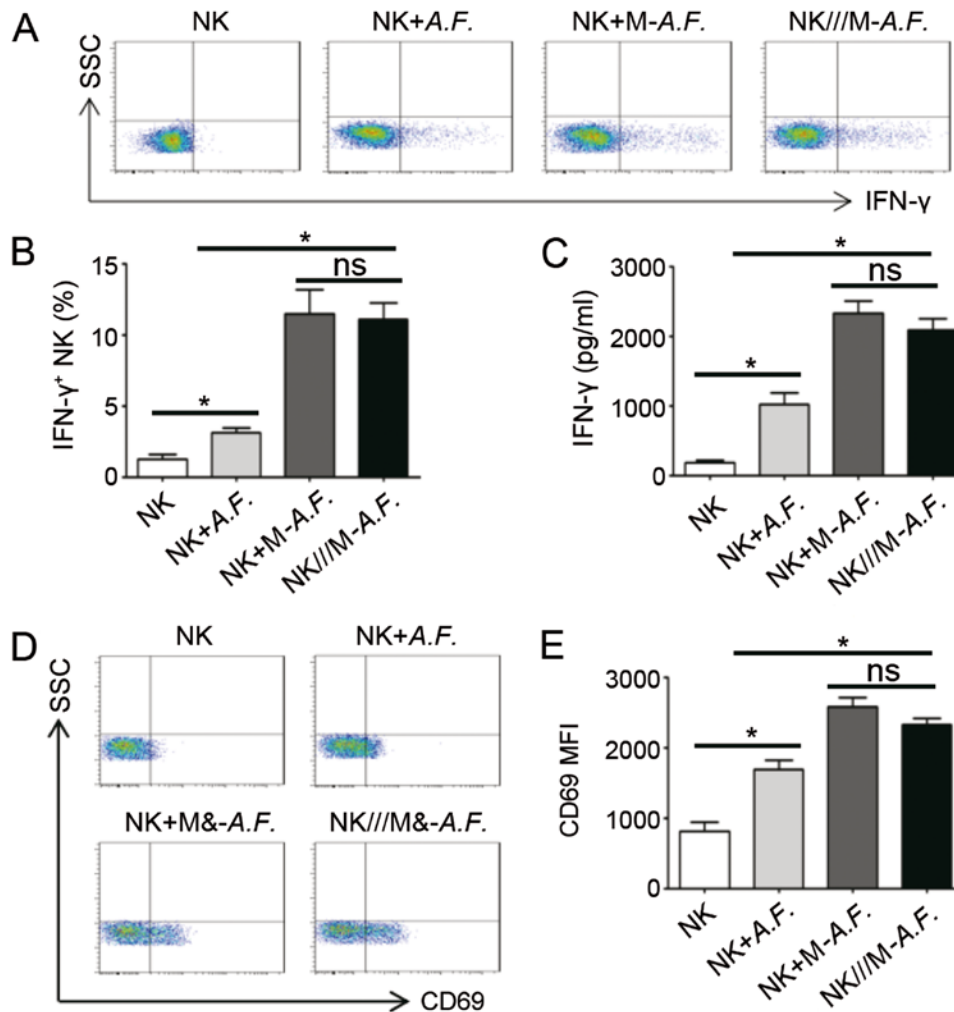 A
NK
NK+A.F.
NK+M-A.F.
NK///M-A.F.
SSC
IFN-γ
B
IFN-γ⁺ NK (%)
15
10
5
0
*
ns
*
NK
NK+A.F.
NK+M-A.F.
NK///M-A.F.
C
IFN-γ (pg/ml)
3000
2000
1000
0
*
ns
*
NK
NK+A.F.
NK+M-A.F.
NK///M-A.F.
D
NK
NK+A.F.
SSC
NK+M&-A.F.
NK///M&-A.F.
CD69
E
CD69 MFI
3000
2000
1000
0
*
ns
*
NK
NK+A.F.
NK+M-A.F.
NK///M-A.F.